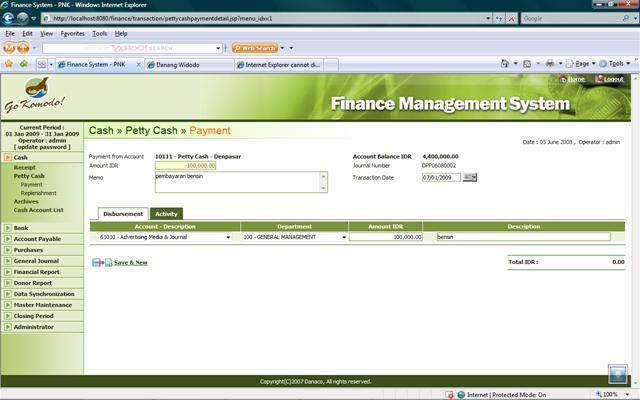 Finance System - PNK - Windows Internet Explorer
http://localhost:8080/finance/transaction/pettycashpaymentdetail.jsp?menu_idx=1
Google
File Edit View Favorites Tools Help
YAHOO! SEARCH
Web Search
Finance System - PNK
Danang Widodo
Internet Explorer cannot di...
Page
Tools
Go Komodo!
Home
Logout
Finance Management System
Current Period :
01 Jan 2009 - 31 Jan 2009
Operator : admin
[ update password ]
Cash
Receipt
Petty Cash
Payment
Replenishment
Archives
Cash Account List
Bank
Account Payable
Purchases
General Journal
Financial Report
Donor Report
Data Synchronization
Master Maintenance
Closing Period
Administrator
Cash » Petty Cash » Payment
Date : 05 June 2008 , Operator : admin
Payment from Account 10111 - Petty Cash - Denpasar
Account Balance IDR 4,400,000.00
Amount IDR 100,000.00
Journal Number DPP06080002
Memo pembayaran bensin
Transaction Date 07/01/2009
Disbursement Activity
Account - Description Department Amount IDR Description
61010 - Advertising Media & Journal 100 - GENERAL MANAGEMENT 100,000.00 bensin
Save & New
Total IDR : 0.00
Copyright(C)2007 Danaco, All rights reserved.
Internet | Protected Mode: On
100%